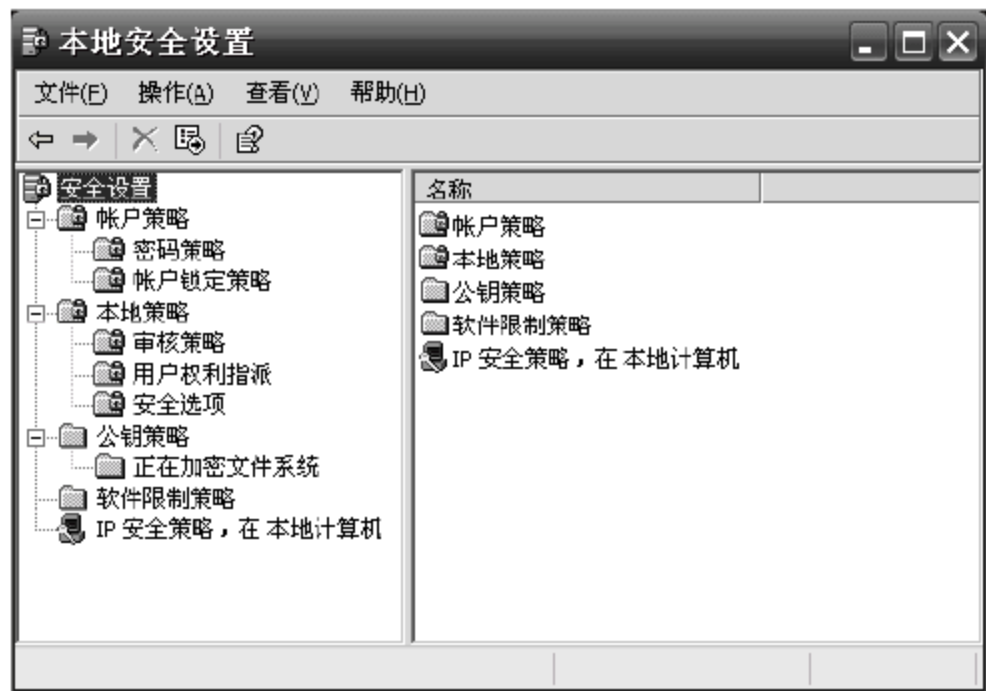 本地安全设置
文件(F) 操作(A) 查看(V) 帮助(H)
安全设置
帐户策略
密码策略
帐户锁定策略
本地策略
审核策略
用户权利指派
安全选项
公钥策略
正在加密文件系统
软件限制策略
IP 安全策略，在 本地计算机
名称
帐户策略
本地策略
公钥策略
软件限制策略
IP 安全策略，在 本地计算机